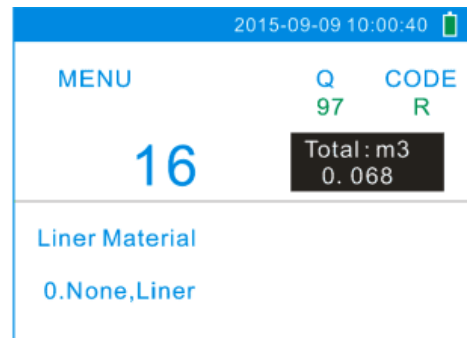 2015-09-09 10:00:40
MENU Q CODE
97 R
16 Total:m3
0.068
Liner Material
0.None,Liner